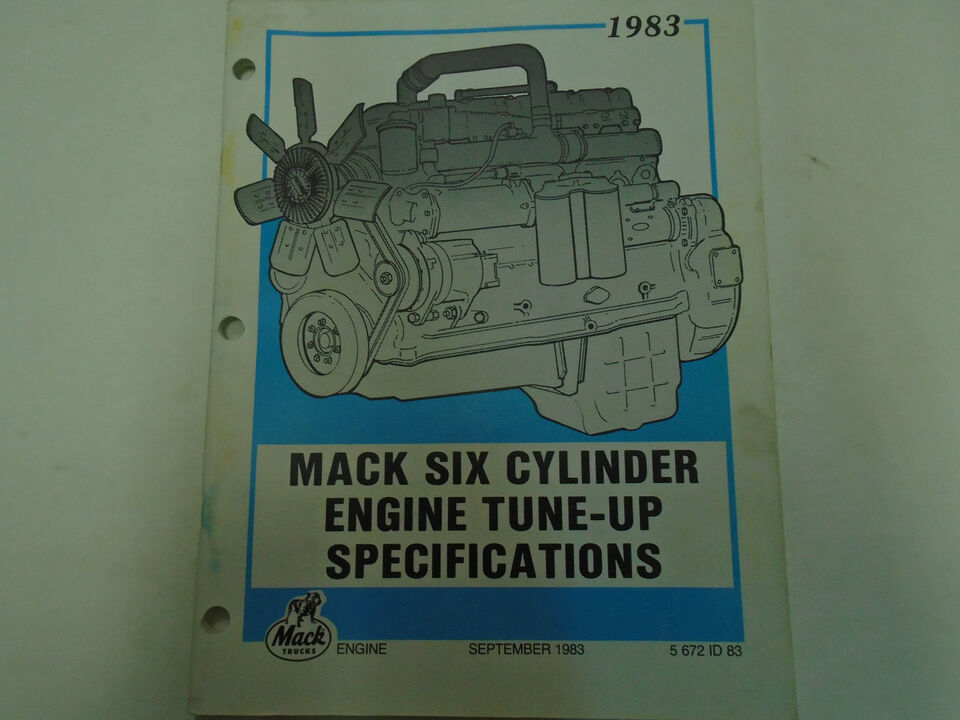 1983
MACK SIX CYLINDER
ENGINE TUNE-UP
SPECIFICATIONS
Mack
TRUCKS
ENGINE SEPTEMBER 1983 5 672 ID 83